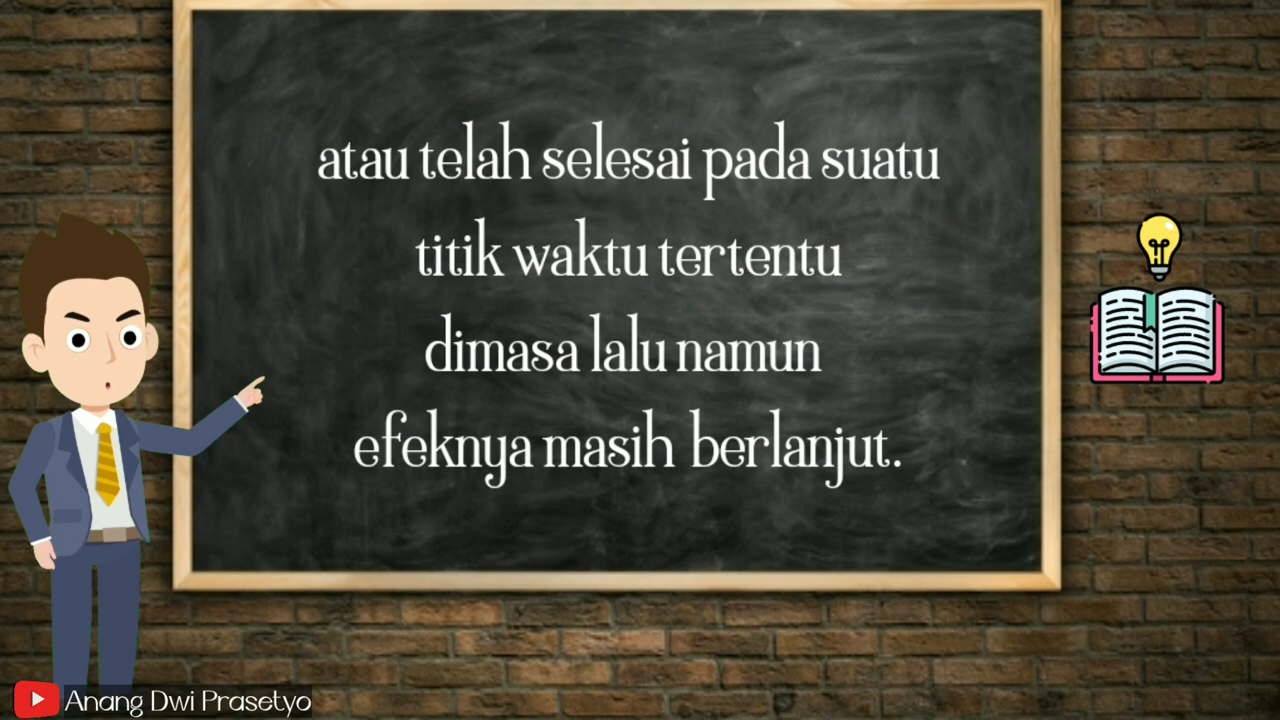 atau telah selesai pada suatu
titik waktu tertentu
dimasa lalu namun
efeknya masih berlanjut.
Anang Dwi Prasetyo